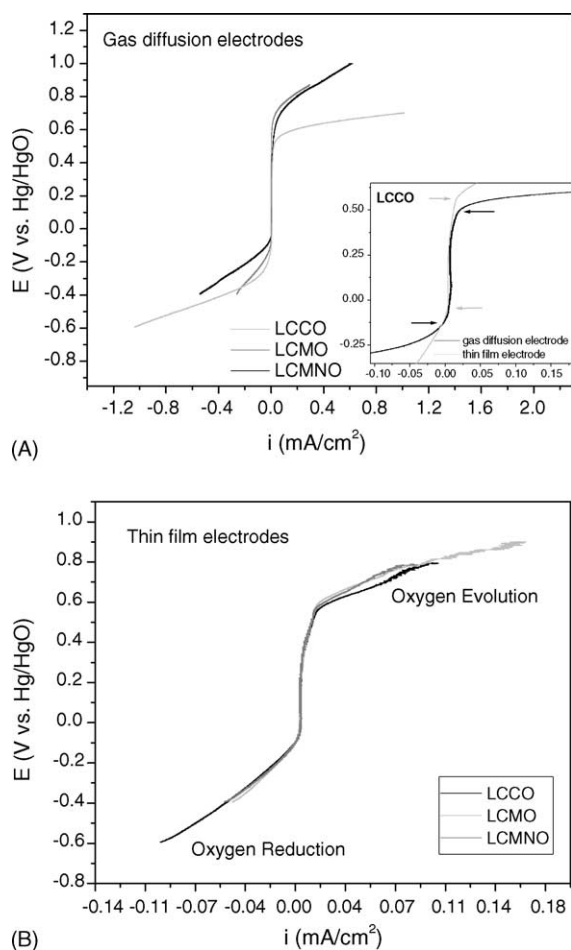 Gas diffusion electrodes
1.0
0.8
0.6
0.4
0.2
0.0
-0.2
-0.4
-0.6
-0.8
E (V vs. Hg/HgO)
LCCO
LCMO
LCMNO
LCCO
0.50
0.25
0.00
-0.25
gas diffusion electrode
thin film electrode
-0.10 -0.05 0.00 0.05 0.10 0.15
-1.2 -0.8 -0.4 0.0 0.4 0.8 1.2 1.6 2.0
i (mA/cm²)
(A)
Thin film electrodes
1.0
0.8
0.6
0.4
0.2
0.0
-0.2
-0.4
-0.6
-0.8
E (V vs. Hg/HgO)
Oxygen Evolution
Oxygen Reduction
LCCO
LCMO
LCMNO
-0.14 -0.11 -0.07 -0.04 0.00 0.04 0.08 0.11 0.15 0.18
i (mA/cm²)
(B)